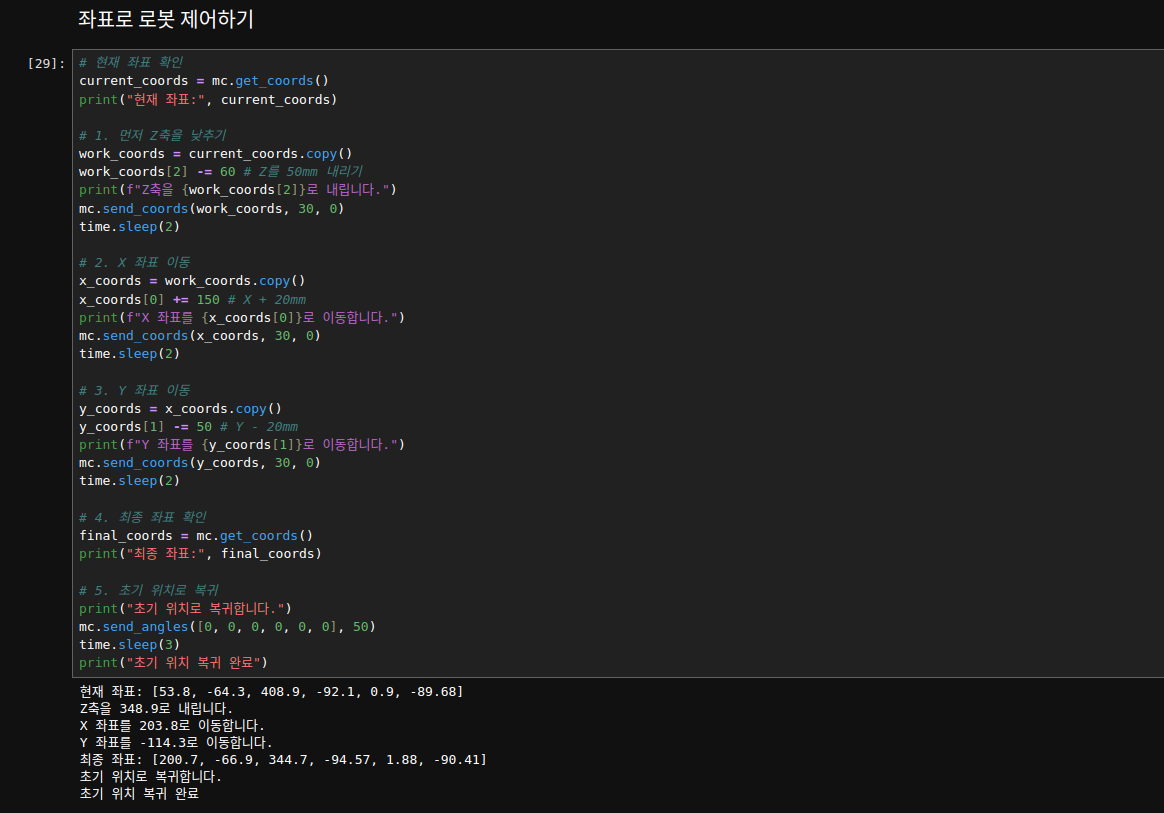 좌표로 로봇 제어하기
[29]:
# 현재 좌표 확인
current_coords = mc.get_coords()
print("현재 좌표:", current_coords)
# 1. 먼저 Z축을 낮추기
work_coords = current_coords.copy()
work_coords[2] -= 60 # Z를 50mm 내리기
print(f"Z축을 {work_coords[2]}로 내립니다.")
mc.send_coords(work_coords, 30, 0)
time.sleep(2)
# 2. X 좌표 이동
x_coords = work_coords.copy()
x_coords[0] += 150 # X + 20mm
print(f"X 좌표를 {x_coords[0]}로 이동합니다.")
mc.send_coords(x_coords, 30, 0)
time.sleep(2)
# 3. Y 좌표 이동
y_coords = x_coords.copy()
y_coords[1] -= 50 # Y - 20mm
print(f"Y 좌표를 {y_coords[1]}로 이동합니다.")
mc.send_coords(y_coords, 30, 0)
time.sleep(2)
# 4. 최종 좌표 확인
final_coords = mc.get_coords()
print("최종 좌표:", final_coords)
# 5. 초기 위치로 복귀
print("초기 위치로 복귀합니다.")
mc.send_angles([0, 0, 0, 0, 0, 0], 50)
time.sleep(3)
print("초기 위치 복귀 완료")
현재 좌표: [53.8, -64.3, 408.9, -92.1, 0.9, -89.68]
Z축을 348.9로 내립니다.
X 좌표를 203.8로 이동합니다.
Y 좌표를 -114.3로 이동합니다.
최종 좌표: [200.7, -66.9, 344.7, -94.57, 1.88, -90.41]
초기 위치로 복귀합니다.
초기 위치 복귀 완료